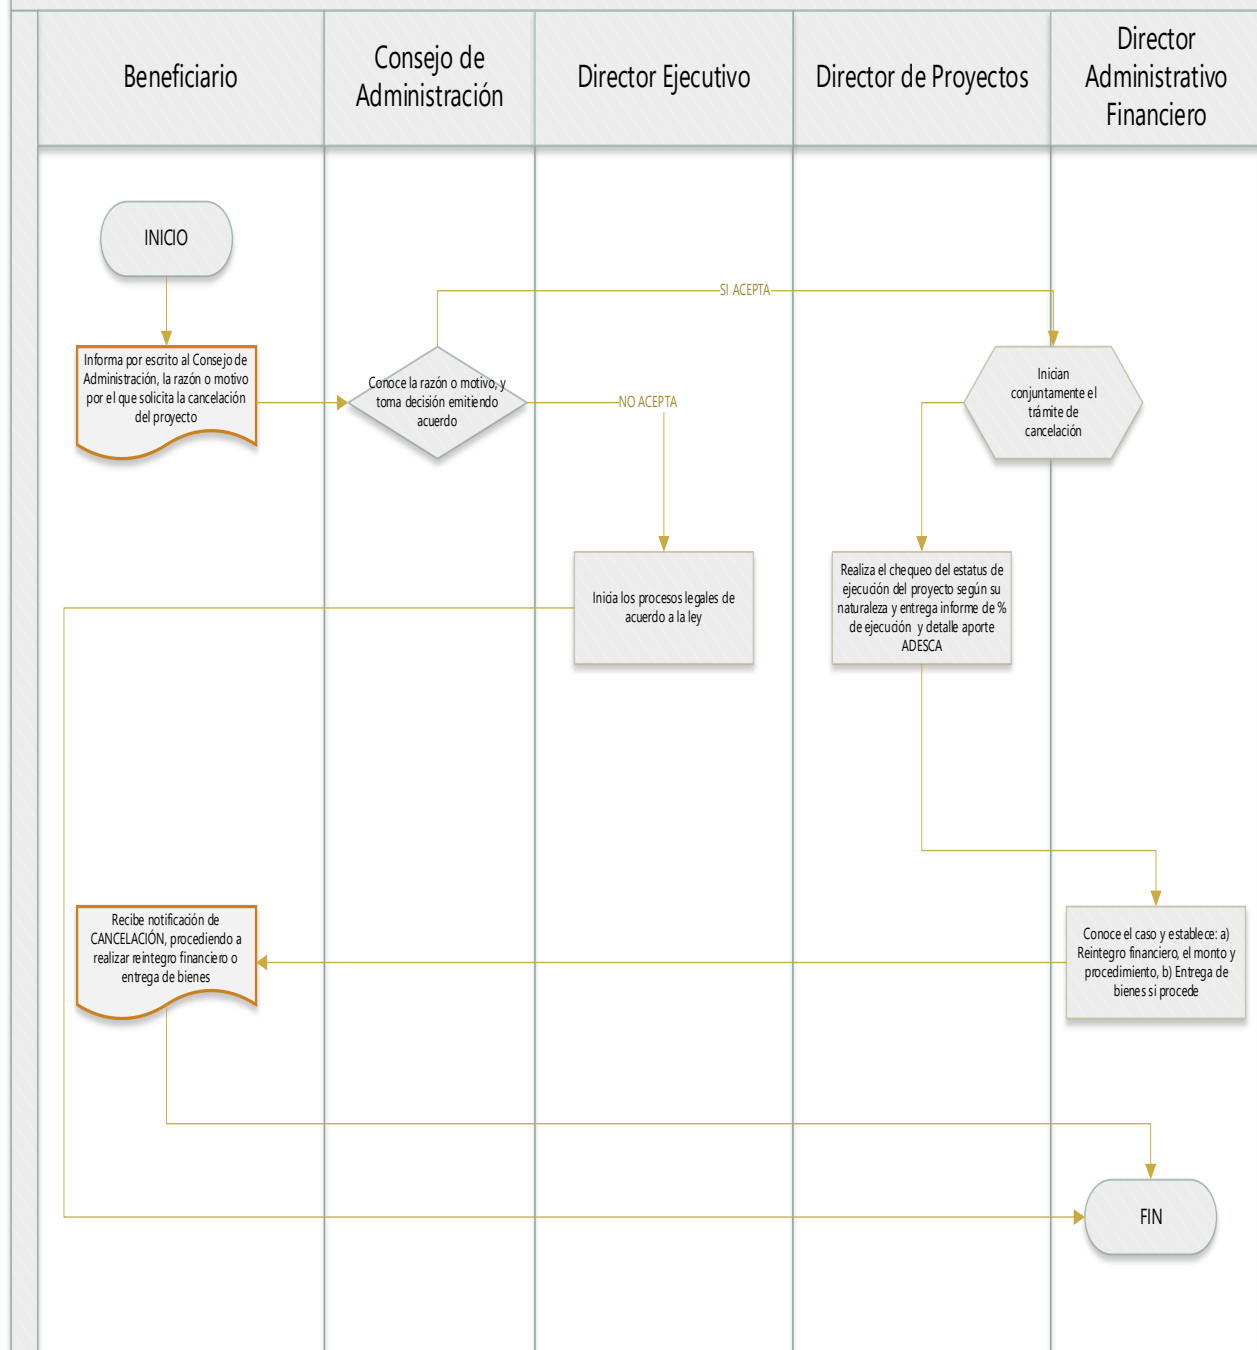 Beneficiario
Consejo de
Administración
Director Ejecutivo
Director de Proyectos
Director
Administrativo
Financiero
INICIO
SI ACEPTA
Informa por escrito al Consejo de
Administración, la razón o motivo
por el que solicita la cancelación
del proyecto
Conoce la razón o motivo, y
toma decisión emitiendo
acuerdo
NO ACEPTA
Inician
conjuntamente el
trámite de
cancelación
Inicia los procesos legales de
acuerdo a la ley
Realiza el chequeo del estatus de
ejecución del proyecto según su
naturaleza y entrega informe de %
de ejecución y detalle aporte
ADESCA
Recibe notificación de
CANCELACIÓN, procediendo a
realizar reintegro financiero o
entrega de bienes
Conoce el caso y establece: a)
Reintegro financiero, el monto y
procedimiento, b) Entrega de
bienes si procede
FIN